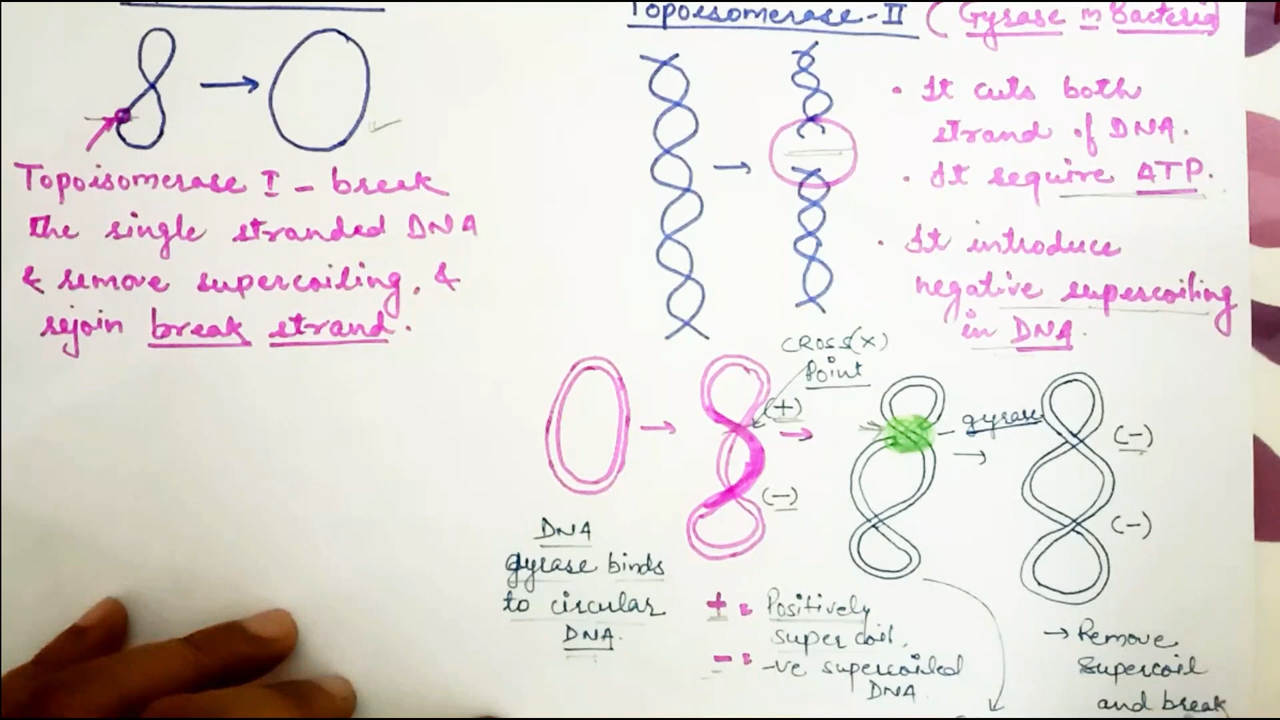 Topoisomerase I - break
the single stranded DNA
& remove supercoiling, &
rejoin break strand.
Topoisomerase-II (Gyrase in Bacteria)
• It cuts both
strand of DNA.
• It require ATP.
• It introduce
negative supercoiling
in DNA.
CROSS(X)
Point
(+)
(-)
gyrase
(-)
(-)
DNA
gyrase binds
to circular
DNA.
+ = Positively
supercoil.
- = -ve supercoiled
DNA
→ Remove
supercoil
and break